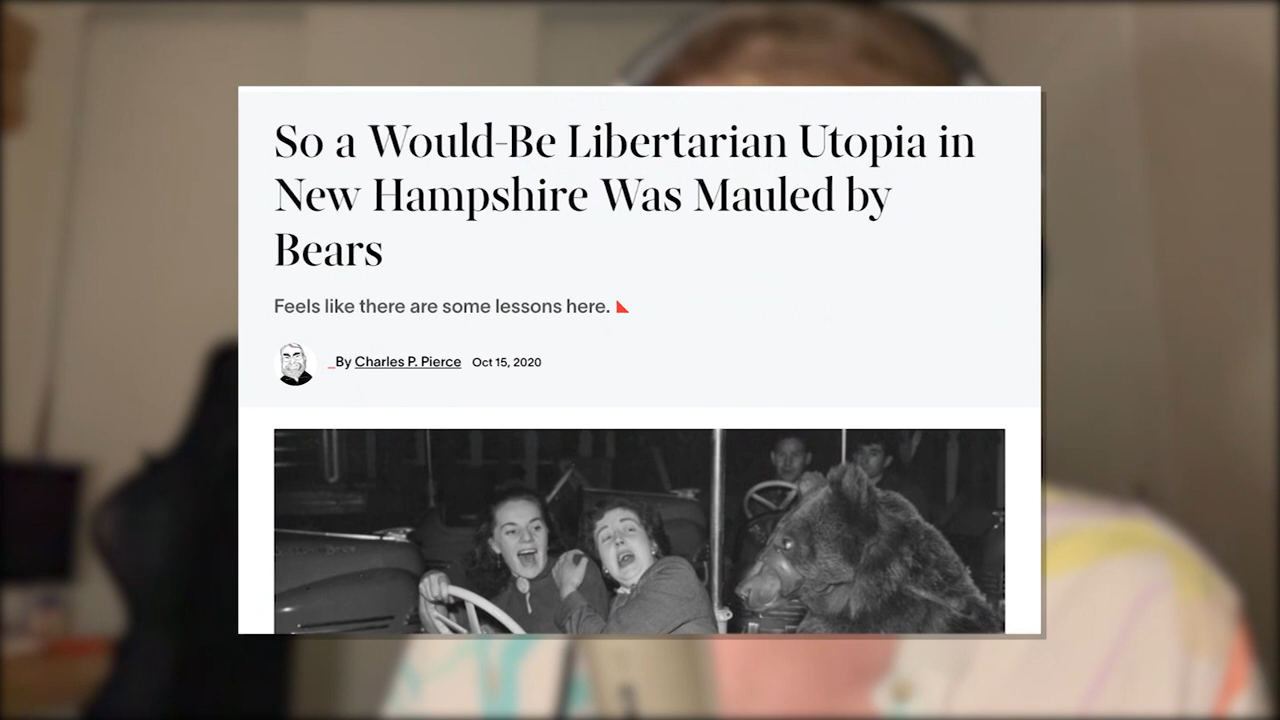 So a Would-Be Libertarian Utopia in
New Hampshire Was Mauled by
Bears
Feels like there are some lessons here.
_By Charles P. Pierce Oct 15, 2020